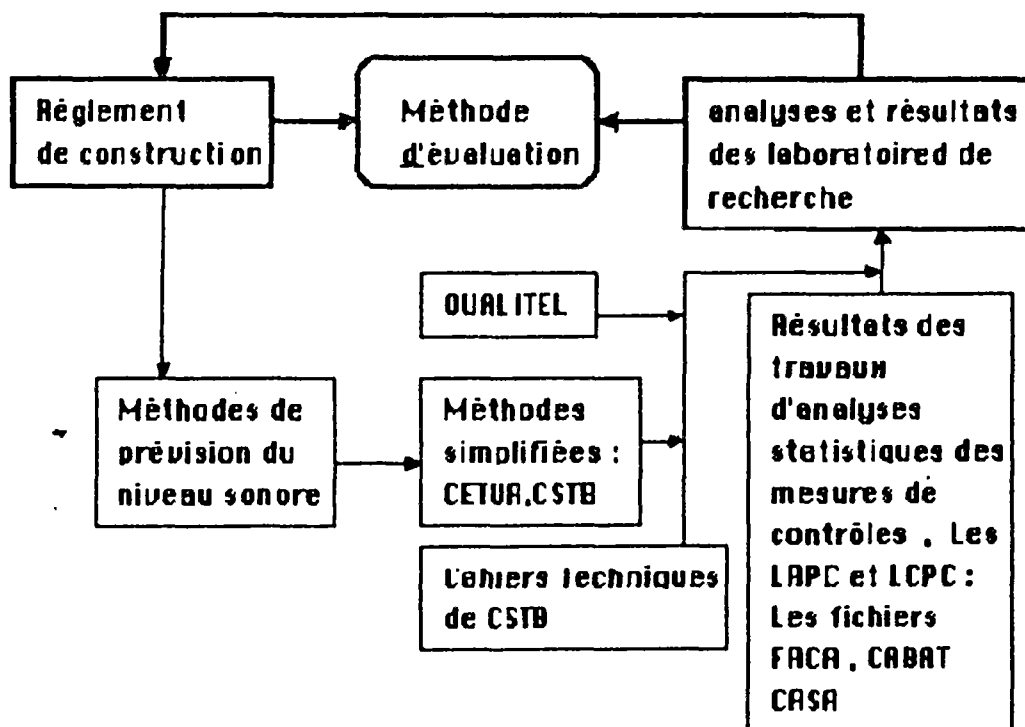 Règlement
de construction
Méthode
d'évaluation
analyses et résultats
des laboratoired de
recherche
QUALITEL
Méthodes de
prévision du
niveau sonore
Méthodes
simplifiées :
CETUR,CSTB
Cahiers techniques
de CSTB
Résultats des
travaux
d'analyses
statistiques des
mesures de
contrôles . Les
LRPC et LCPC :
Les fichiers
FACA , CABAT
CASA